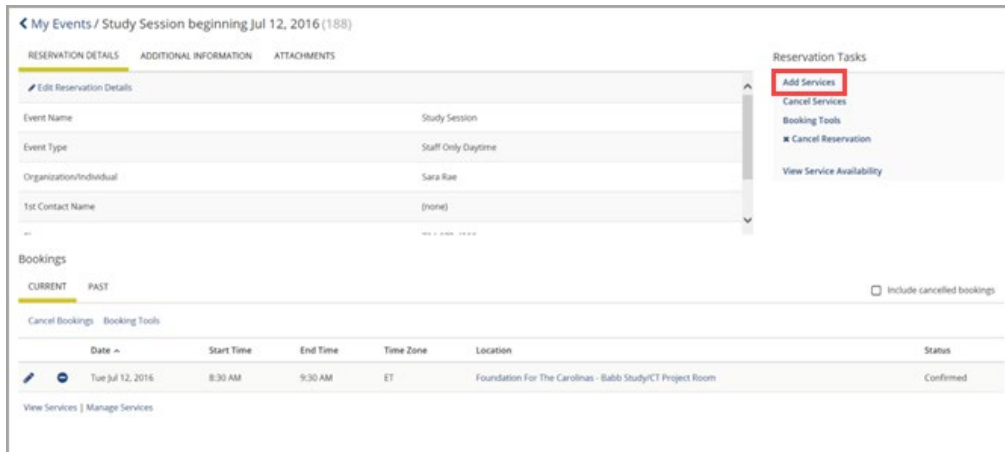 My Events / Study Session beginning Jul 12, 2016 (188)
RESERVATION DETAILS ADDITIONAL INFORMATION ATTACHMENTS
Edit Reservation Details
Event Name Study Session
Event Type Staff Only Daytime
Organization/Individual Sara Rae
1st Contact Name (none)
Reservation Tasks
Add Services
Cancel Services
Booking Tools
Cancel Reservation
View Service Availability
Bookings
CURRENT PAST
Include cancelled bookings
Cancel Bookings Booking Tools
Date Start Time End Time Time Zone Location Status
Tue Jul 12, 2016 8:30 AM 9:30 AM ET Foundation For The Carolinas - Babb Study/CT Project Room Confirmed
View Services | Manage Services